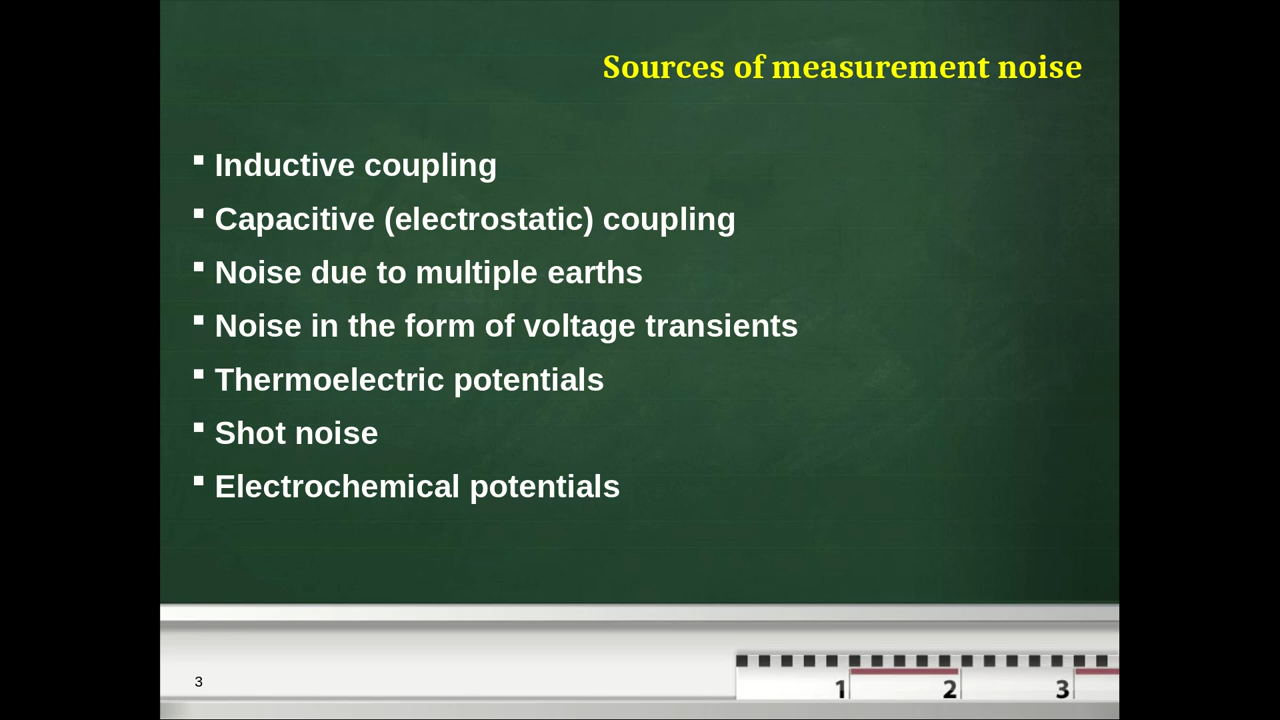 Sources of measurement noise
▪ Inductive coupling
▪ Capacitive (electrostatic) coupling
▪ Noise due to multiple earths
▪ Noise in the form of voltage transients
▪ Thermoelectric potentials
▪ Shot noise
▪ Electrochemical potentials
3
1 2 3